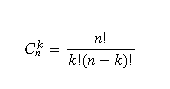 $C_n^k = \frac{n!}{k!(n-k)!}$